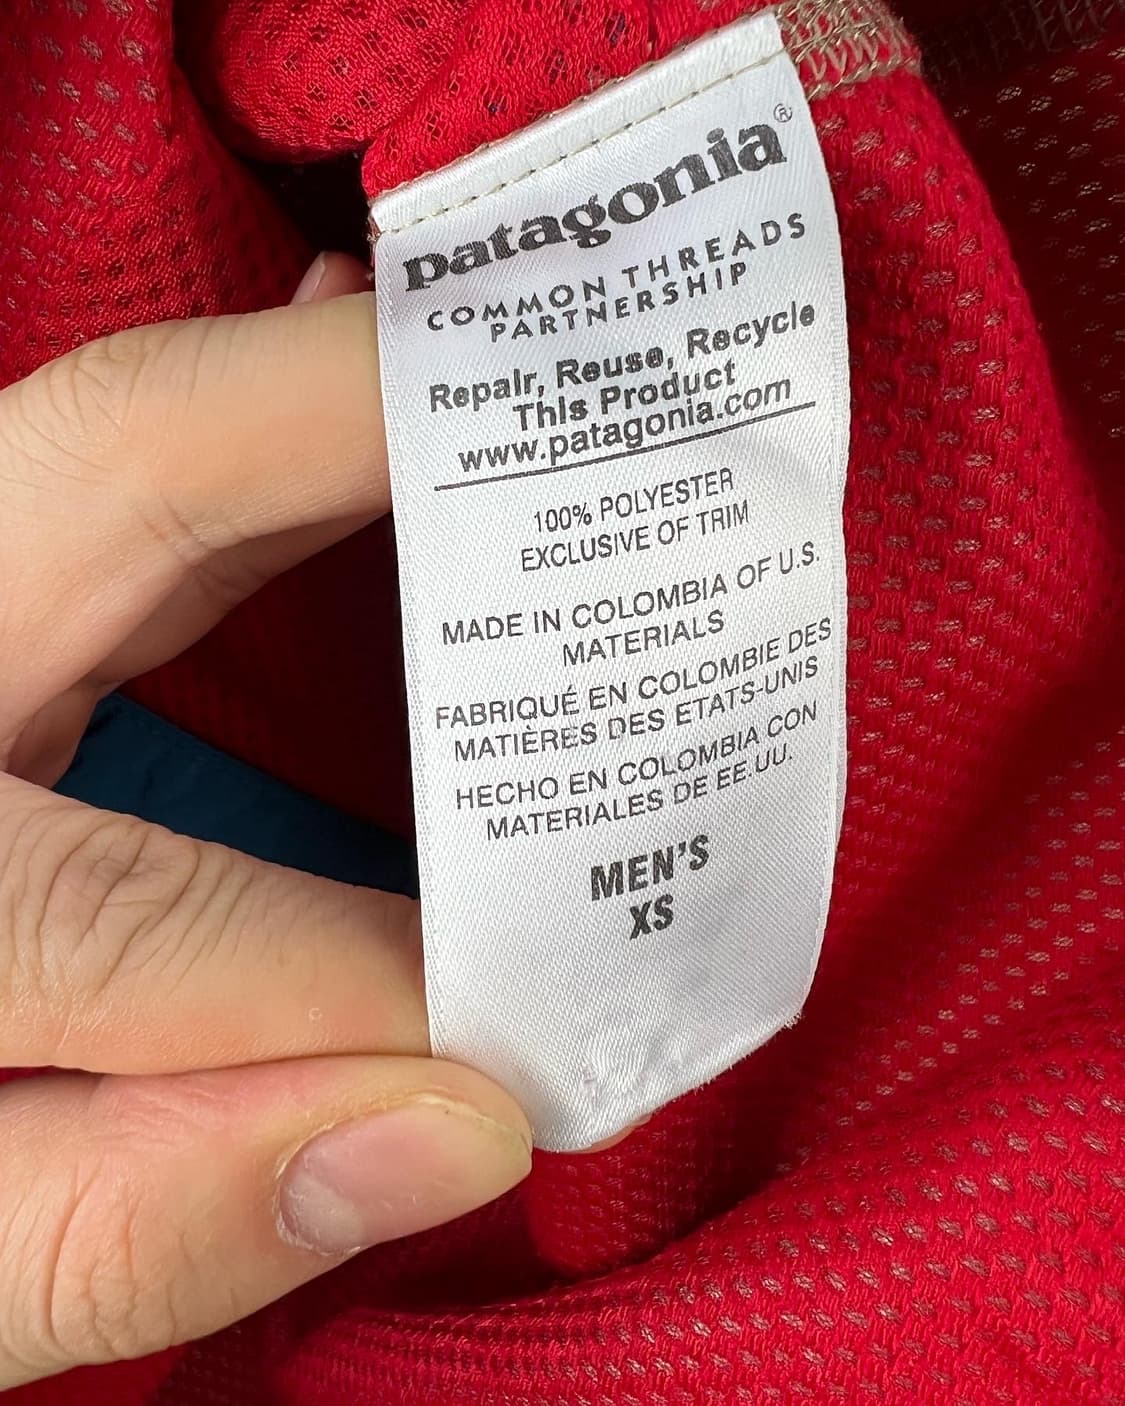 patagonia®
COMMON THREADS
PARTNERSHIP
Repair, Reuse, Recycle
This Product
www.patagonia.com
100% POLYESTER
EXCLUSIVE OF TRIM
MADE IN COLOMBIA OF U.S.
MATERIALS
FABRIQUÉ EN COLOMBIE DES
MATIÈRES DES ETATS-UNIS
HECHO EN COLOMBIA CON
MATERIALES DE EE.UU.
MEN'S
XS